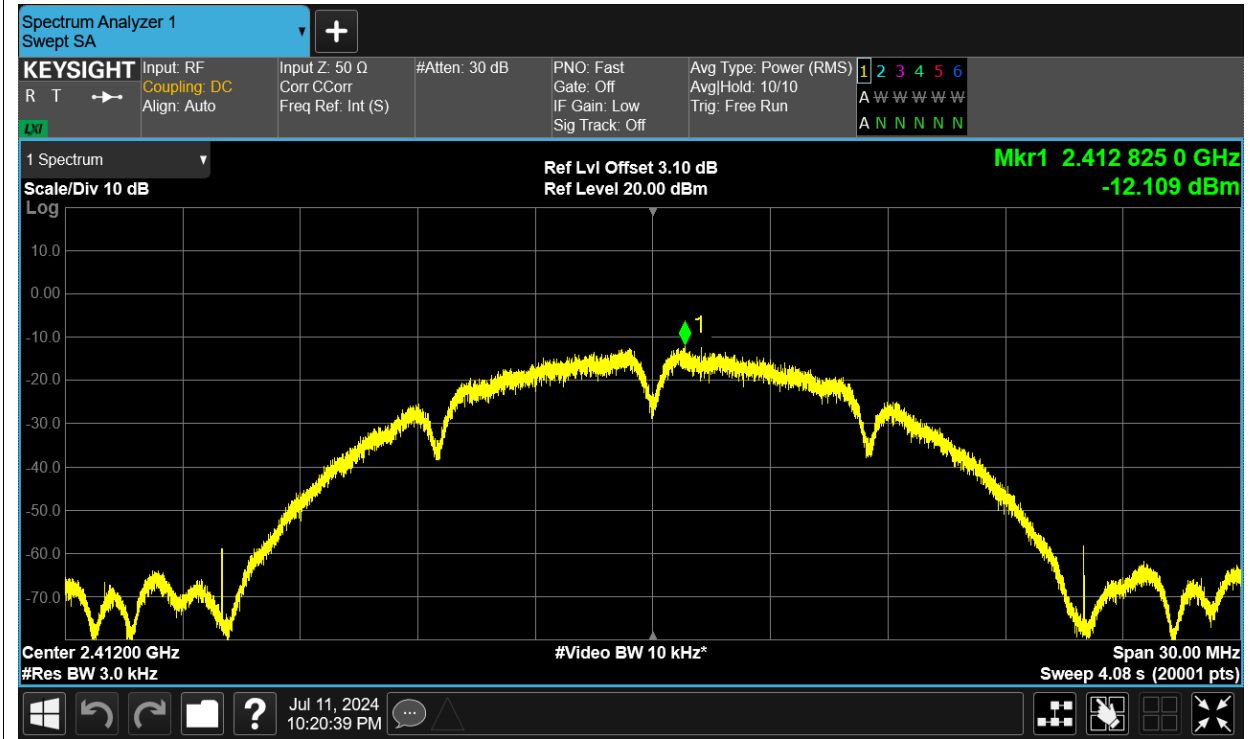 Spectrum Analyzer 1
Swept SA
KEYSIGHT
R T
LXI
Input: RF
Coupling: DC
Align: Auto
Input Z: 50 Ω
Corr CCorr
Freq Ref: Int (S)
#Atten: 30 dB
PNO: Fast
Gate: Off
IF Gain: Low
Sig Track: Off
Avg Type: Power (RMS)
Avg|Hold: 10/10
Trig: Free Run
1 2 3 4 5 6
A W W W W W
A N N N N N
1 Spectrum
Scale/Div 10 dB
Log
Ref Lvl Offset 3.10 dB
Ref Level 20.00 dBm
Mkr1 2.412 825 0 GHz
-12.109 dBm
10.0
0.00
-10.0
-20.0
-30.0
-40.0
-50.0
-60.0
-70.0
1
Center 2.41200 GHz
#Video BW 10 kHz*
Span 30.00 MHz
#Res BW 3.0 kHz
Sweep 4.08 s (20001 pts)
?
Jul 11, 2024
10:20:39 PM